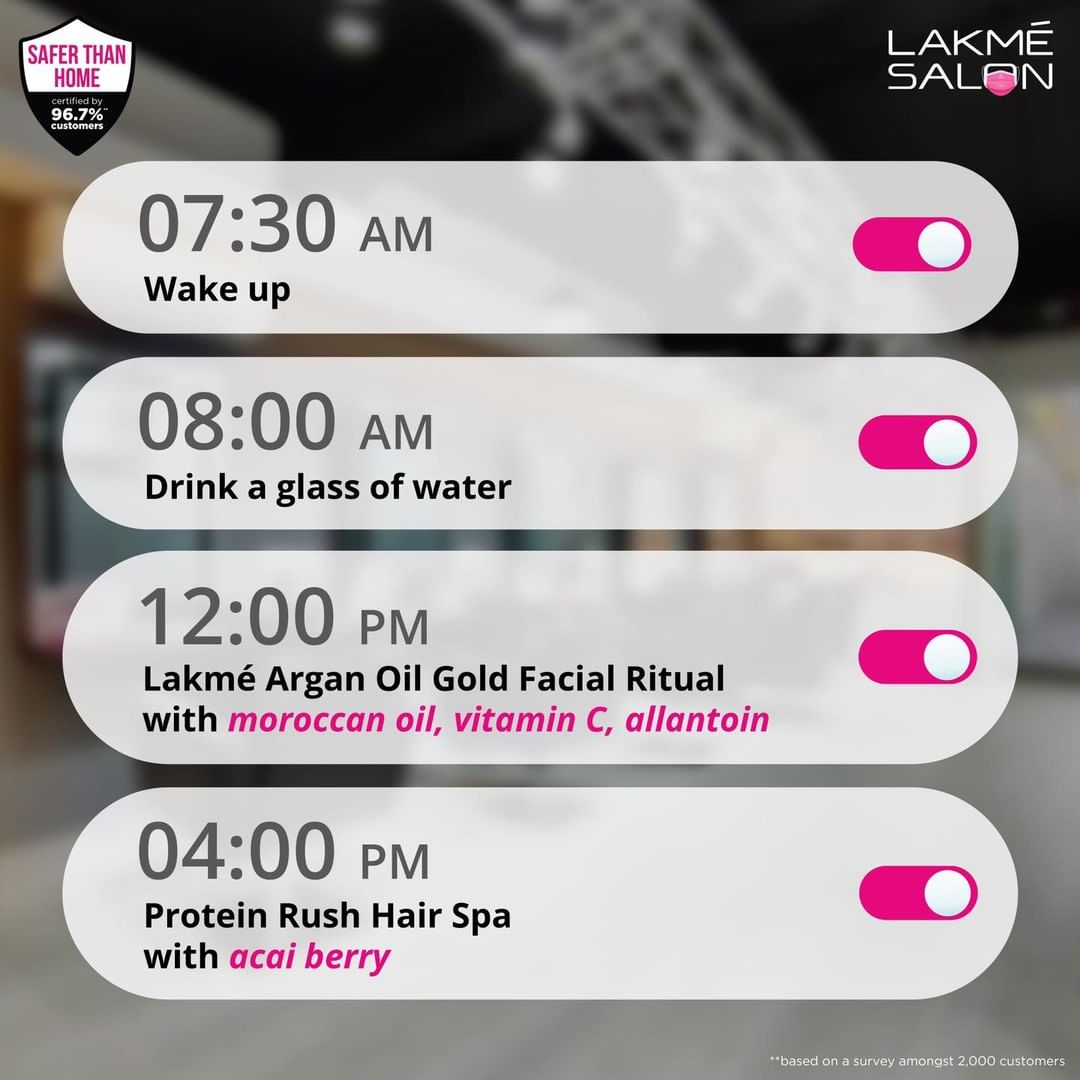 SAFER THAN
HOME
certified by
96.7%**
customers
LAKMÉ
SALON
07:30 AM
Wake up
08:00 AM
Drink a glass of water
12:00 PM
Lakmé Argan Oil Gold Facial Ritual
with moroccan oil, vitamin C, allantoin
04:00 PM
Protein Rush Hair Spa
with acai berry
**based on a survey amongst 2,000 customers